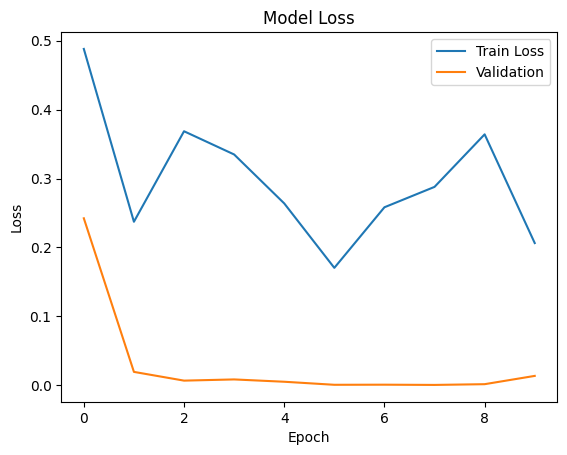 Model Loss
Train Loss
Validation
Loss
0.5
0.4
0.3
0.2
0.1
0.0
0 2 4 6 8
Epoch